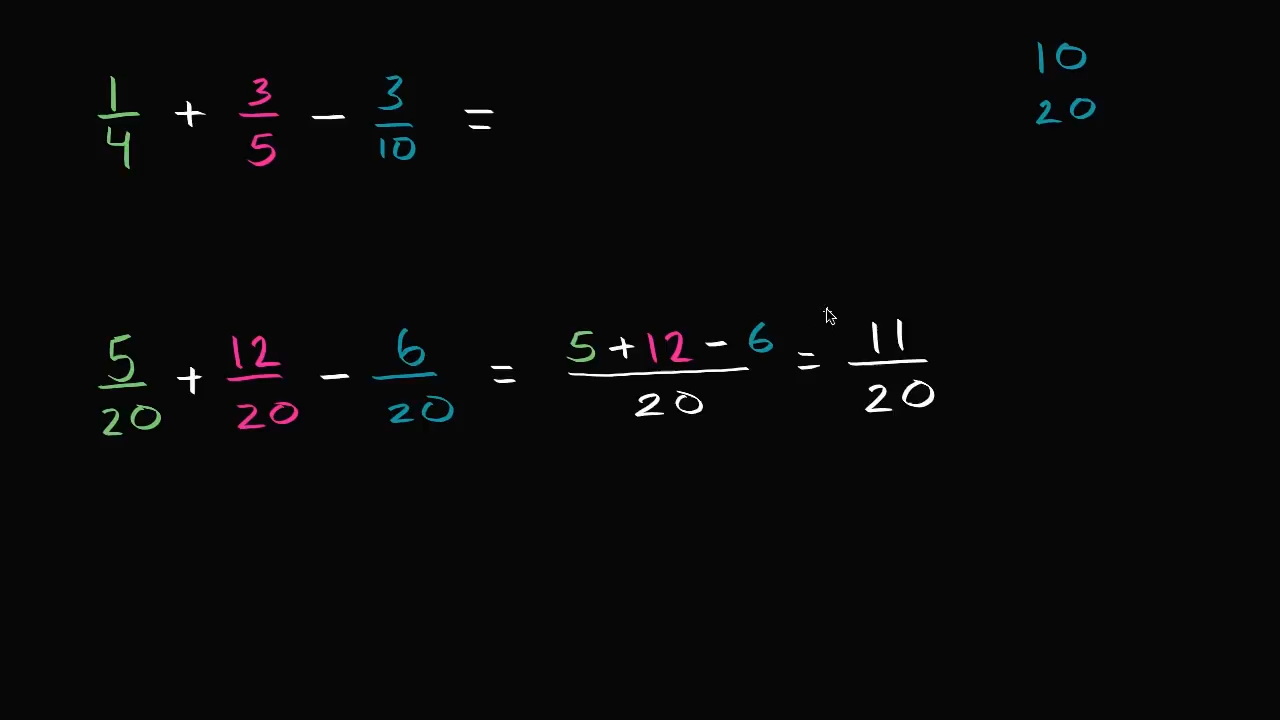 1/4 + 3/5 − 3/10 =
10
20
5/20 + 12/20 − 6/20 = (5 + 12 − 6)/20 = 11/20